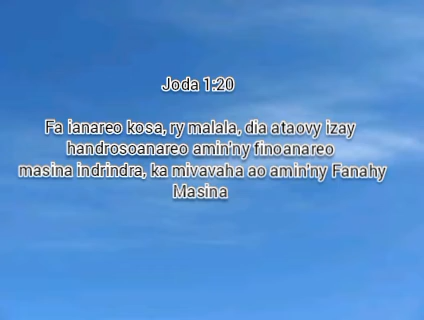 Joda 1:20
Fa ianareo kosa, ry malala, dia ataovy izay
handrosoanareo amin'ny finoanareo
masina indrindra, ka mivavaha ao amin'ny Fanahy
Masina